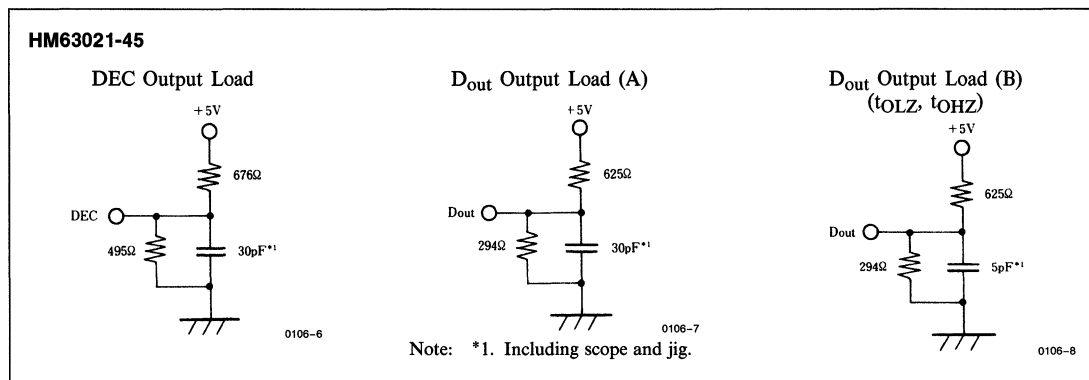 HM63021-45
DEC Output Load
+5V
676Ω
DEC
495Ω
30pF*1
0106-6
Dout Output Load (A)
+5V
625Ω
Dout
294Ω
30pF*1
0106-7
Dout Output Load (B)
(tOLZ, tOHZ)
+5V
625Ω
Dout
294Ω
5pF*1
0106-8
Note: *1. Including scope and jig.